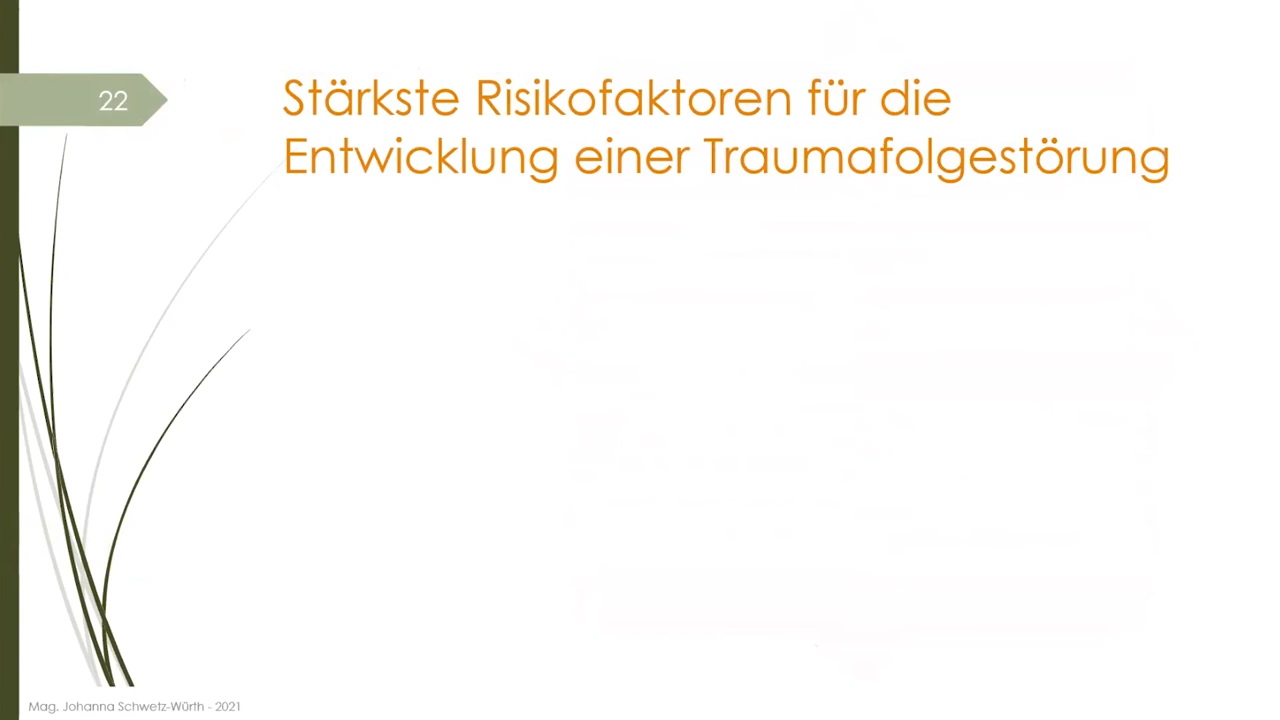 22
Stärkste Risikofaktoren für die
Entwicklung einer Traumafolgestörung
Mag. Johanna Schwetz-Würth - 2021